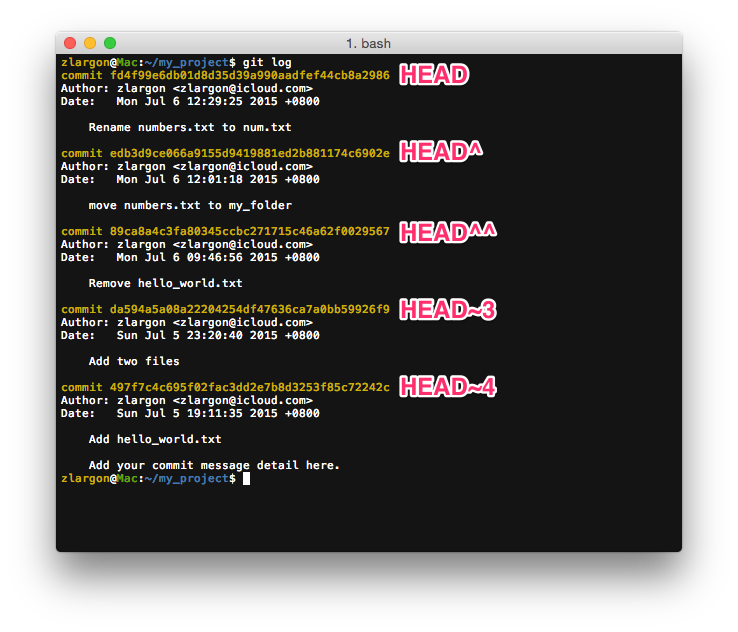 1. bash
zlargon@Mac:~/my_project$ git log
commit fd4f99e6db01d8d35d39a990aadfef44cb8a2986 HEAD
Author: zlargon <zlargon@icloud.com>
Date:   Mon Jul 6 12:29:25 2015 +0800
Rename numbers.txt to num.txt
commit edb3d9ce066a9155d9419881ed2b881174c6902e HEAD^
Author: zlargon <zlargon@icloud.com>
Date:   Mon Jul 6 12:01:18 2015 +0800
move numbers.txt to my_folder
commit 89ca8a4c3fa80345ccbc271715c46a62f0029567 HEAD^^
Author: zlargon <zlargon@icloud.com>
Date:   Mon Jul 6 09:46:56 2015 +0800
Remove hello_world.txt
commit da594a5a08a22204254df47636ca7a0bb59926f9 HEAD~3
Author: zlargon <zlargon@icloud.com>
Date:   Sun Jul 5 23:20:40 2015 +0800
Add two files
commit 497f7c4c695f02fac3dd2e7b8d3253f85c72242c HEAD~4
Author: zlargon <zlargon@icloud.com>
Date:   Sun Jul 5 19:11:35 2015 +0800
Add hello_world.txt
Add your commit message detail here.
zlargon@Mac:~/my_project$